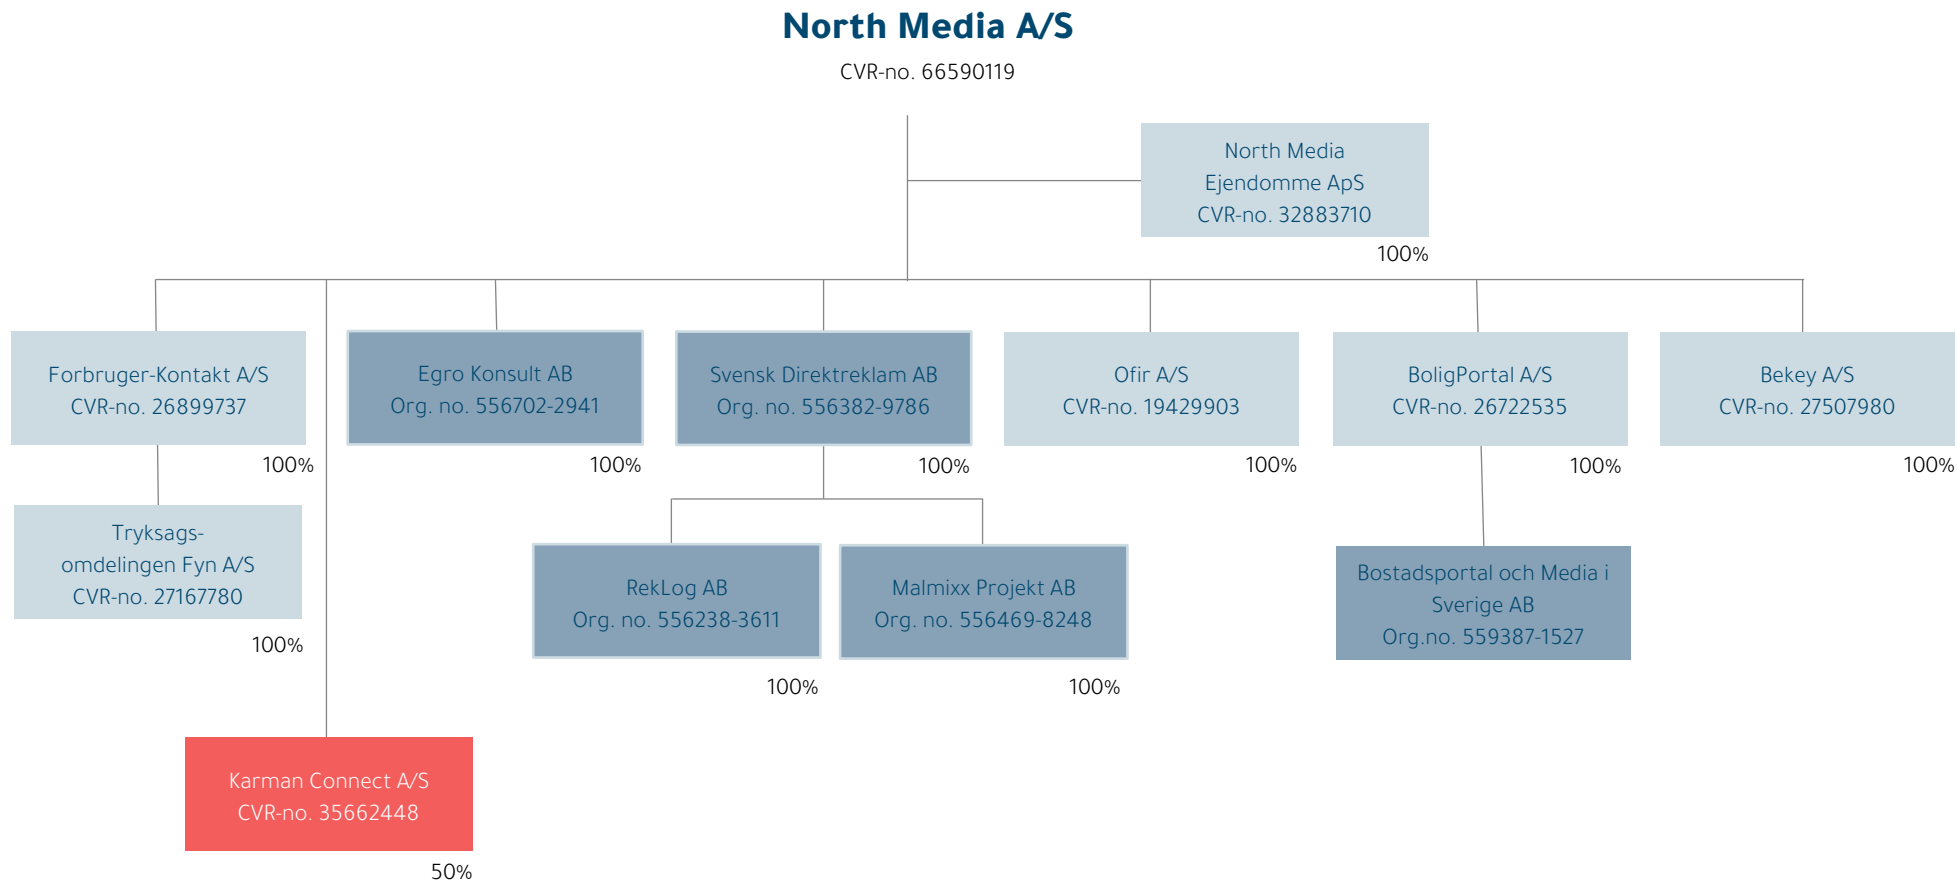 North Media A/S
CVR-no. 66590119
North Media
Ejendomme ApS
CVR-no. 32883710
100%
Forbruger-Kontakt A/S
CVR-no. 26899737
100%
Egro Konsult AB
Org. no. 556702-2941
100%
Svensk Direktreklam AB
Org. no. 556382-9786
100%
Ofir A/S
CVR-no. 19429903
100%
BoligPortal A/S
CVR-no. 26722535
100%
Bekey A/S
CVR-no. 27507980
100%
Tryksags-
omdelingen Fyn A/S
CVR-no. 27167780
100%
RekLog AB
Org. no. 556238-3611
100%
Malmixx Projekt AB
Org. no. 556469-8248
100%
Bostadsportal och Media i
Sverige AB
Org.no. 559387-1527
Karman Connect A/S
CVR-no. 35662448
50%